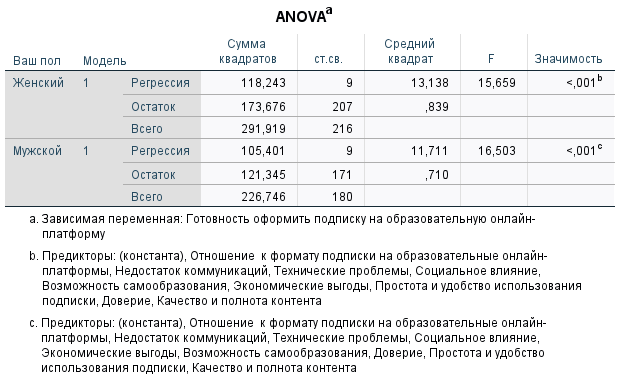 ANOVAa
Ваш пол Модель Сумма квадратов ст.св. Средний квадрат F Значимость
Женский 1 Регрессия 118,243 9 13,138 15,659 <,001b
Остаток 173,676 207 ,839
Всего 291,919 216
Мужской 1 Регрессия 105,401 9 11,711 16,503 <,001c
Остаток 121,345 171 ,710
Всего 226,746 180
a. Зависимая переменная: Готовность оформить подписку на образовательную онлайн-
платформу
b. Предикторы: (константа), Отношение к формату подписки на образовательные онлайн-
платформы, Недостаток коммуникаций, Технические проблемы, Социальное влияние,
Возможность самообразования, Экономические выгоды, Простота и удобство использования
подписки, Доверие, Качество и полнота контента
c. Предикторы: (константа), Отношение к формату подписки на образовательные онлайн-
платформы, Недостаток коммуникаций, Технические проблемы, Социальное влияние,
Экономические выгоды, Возможность самообразования, Доверие, Простота и удобство
использования подписки, Качество и полнота контента